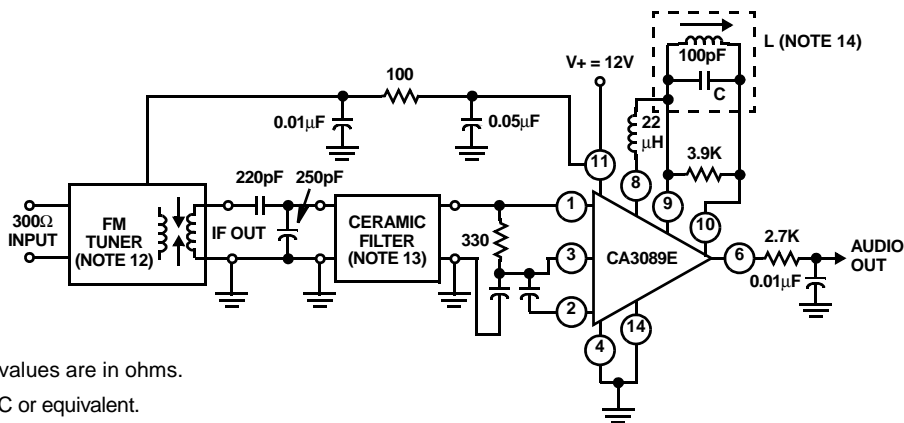 L (NOTE 14)
100pF
C
V+ = 12V
100
0.01µF
0.05µF
22
µH
3.9K
11
8
9
10
220pF
250pF
300Ω
INPUT
FM
TUNER
(NOTE 12)
IF OUT
CERAMIC
FILTER
(NOTE 13)
330
1
3
2
CA3089E
6
2.7K
0.01µF
AUDIO
OUT
4
14
values are in ohms.
C or equivalent.